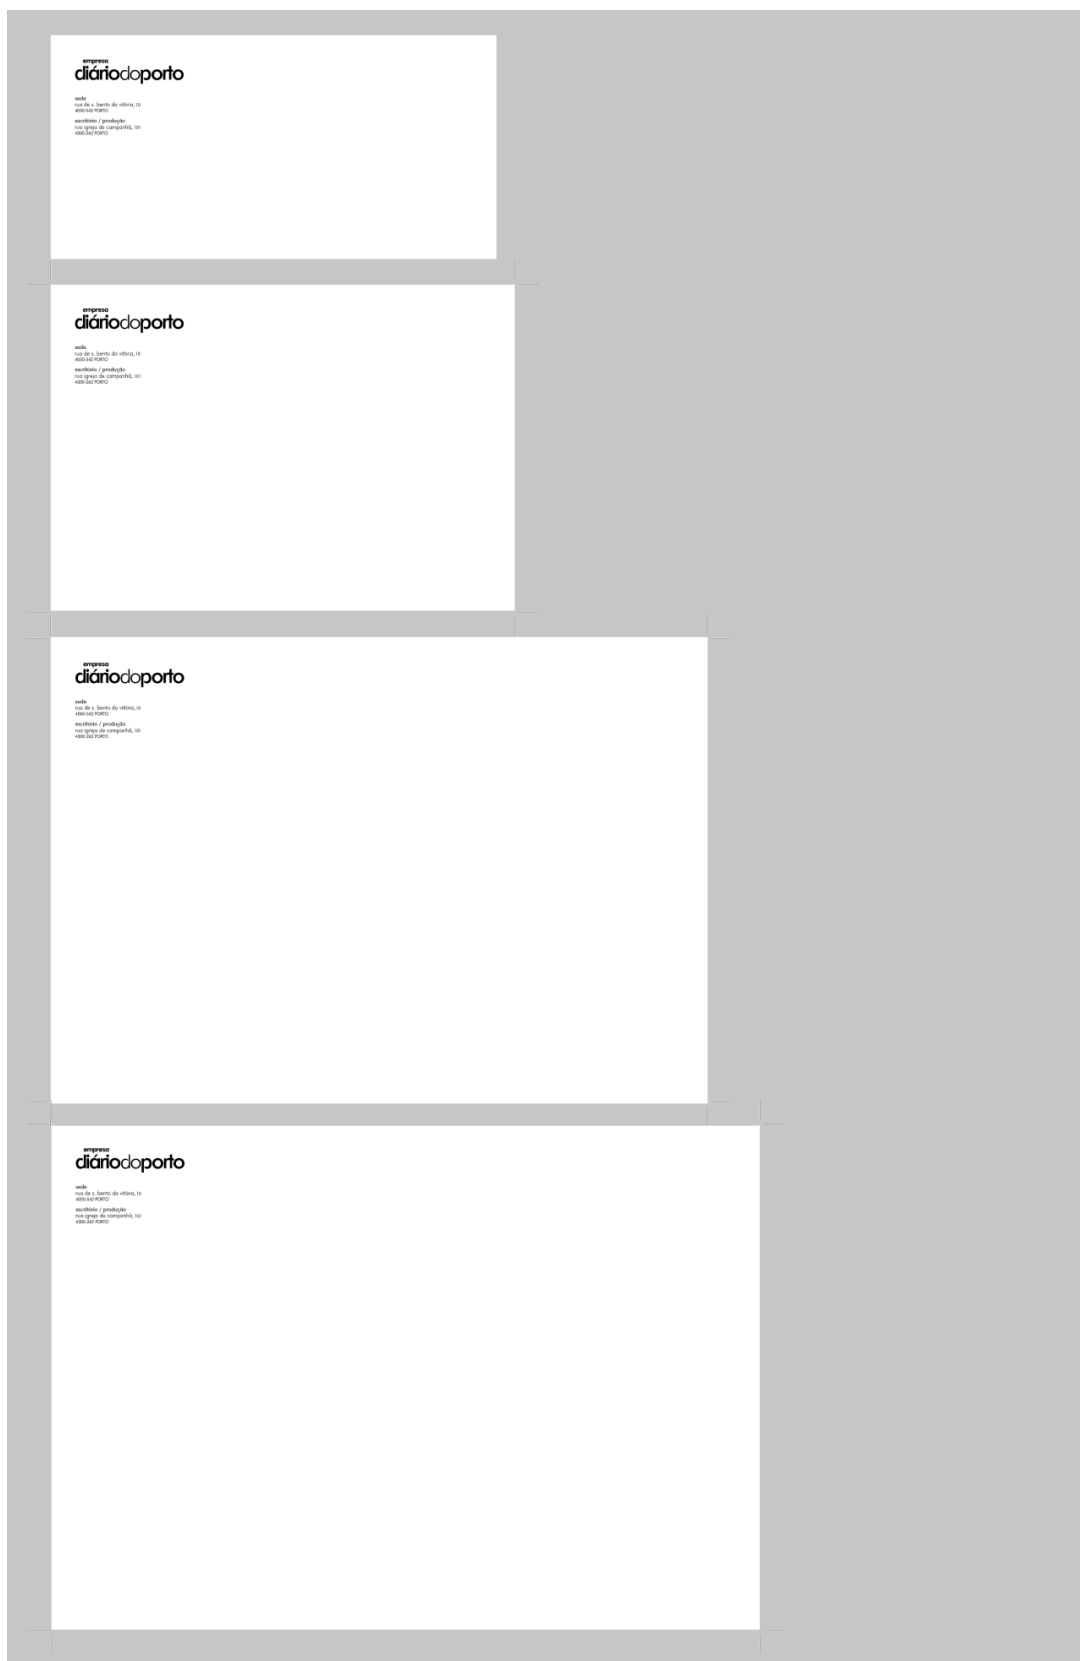 empresa
diáriodoporto
sede
rua de s. bento da vitória, 10
4050-542 PORTO
escritório / produção
rua igreja de campanhã, 101
4300-262 PORTO
empresa
diáriodoporto
sede
rua de s. bento da vitória, 10
4050-542 PORTO
escritório / produção
rua igreja de campanhã, 101
4300-262 PORTO
empresa
diáriodoporto
sede
rua de s. bento da vitória, 10
4050-542 PORTO
escritório / produção
rua igreja de campanhã, 101
4300-262 PORTO
empresa
diáriodoporto
sede
rua de s. bento da vitória, 10
4050-542 PORTO
escritório / produção
rua igreja de campanhã, 101
4300-262 PORTO